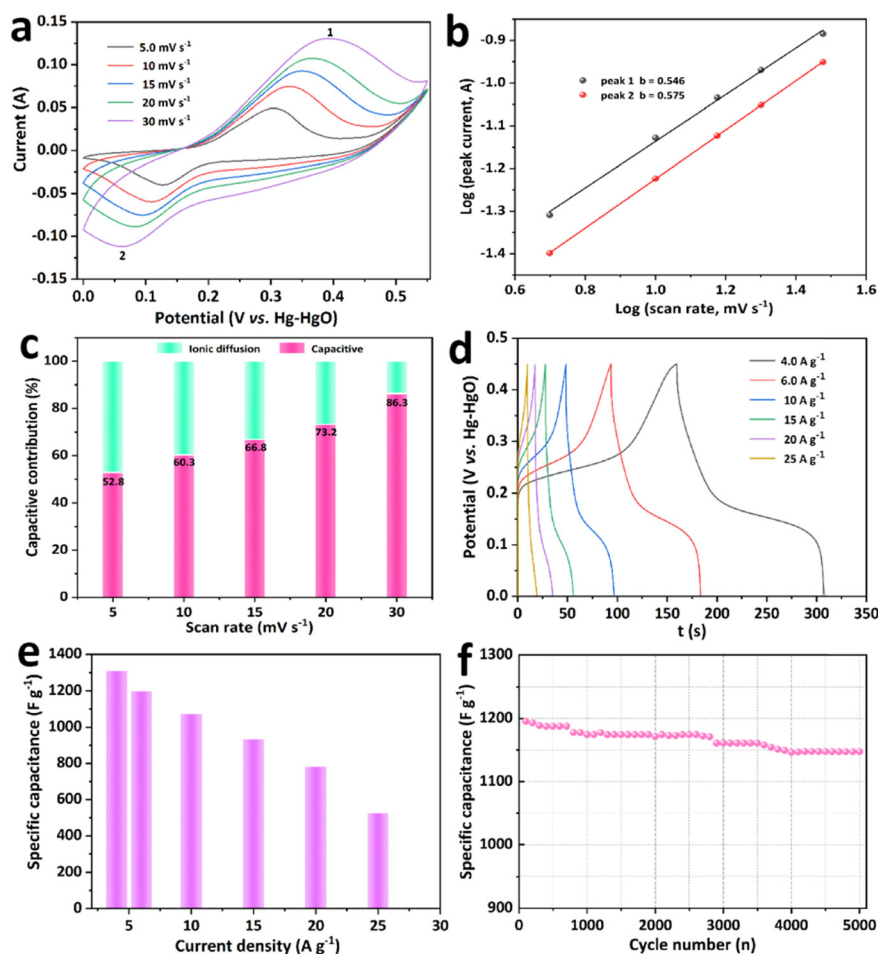 a
0.15
0.10
0.05
0.00
-0.05
-0.10
0.15
Current (A)
5.0 mV s⁻¹
10 mV s⁻¹
15 mV s⁻¹
20 mV s⁻¹
30 mV s⁻¹
1
2
0.0 0.1 0.2 0.3 0.4 0.5
Potential (V vs. Hg-HgO)
b
-0.9
-1.0
-1.1
-1.2
-1.3
-1.4
Log (peak current, A)
peak 1 b = 0.546
peak 2 b = 0.575
0.6 0.8 1.0 1.2 1.4 1.6
Log (scan rate, mV s⁻¹)
c
100
80
60
40
20
0
Capacitive contribution (%)
Ionic diffusion Capacitive
52.8
60.3
66.8
73.2
86.3
5 10 15 20 30
Scan rate (mV s⁻¹)
d
0.5
0.4
0.3
0.2
0.1
0.0
Potential (V vs. Hg-HgO)
4.0 A g⁻¹
6.0 A g⁻¹
10 A g⁻¹
15 A g⁻¹
20 A g⁻¹
25 A g⁻¹
0 50 100 150 200 250 300 350
t (s)
e
1400
1200
1000
800
600
400
200
0
Specific capacitance (F g⁻¹)
5 10 15 20 25 30
Current density (A g⁻¹)
f
1300
1200
1100
1000
900
Specific capacitance (F g⁻¹)
0 1000 2000 3000 4000 5000
Cycle number (n)